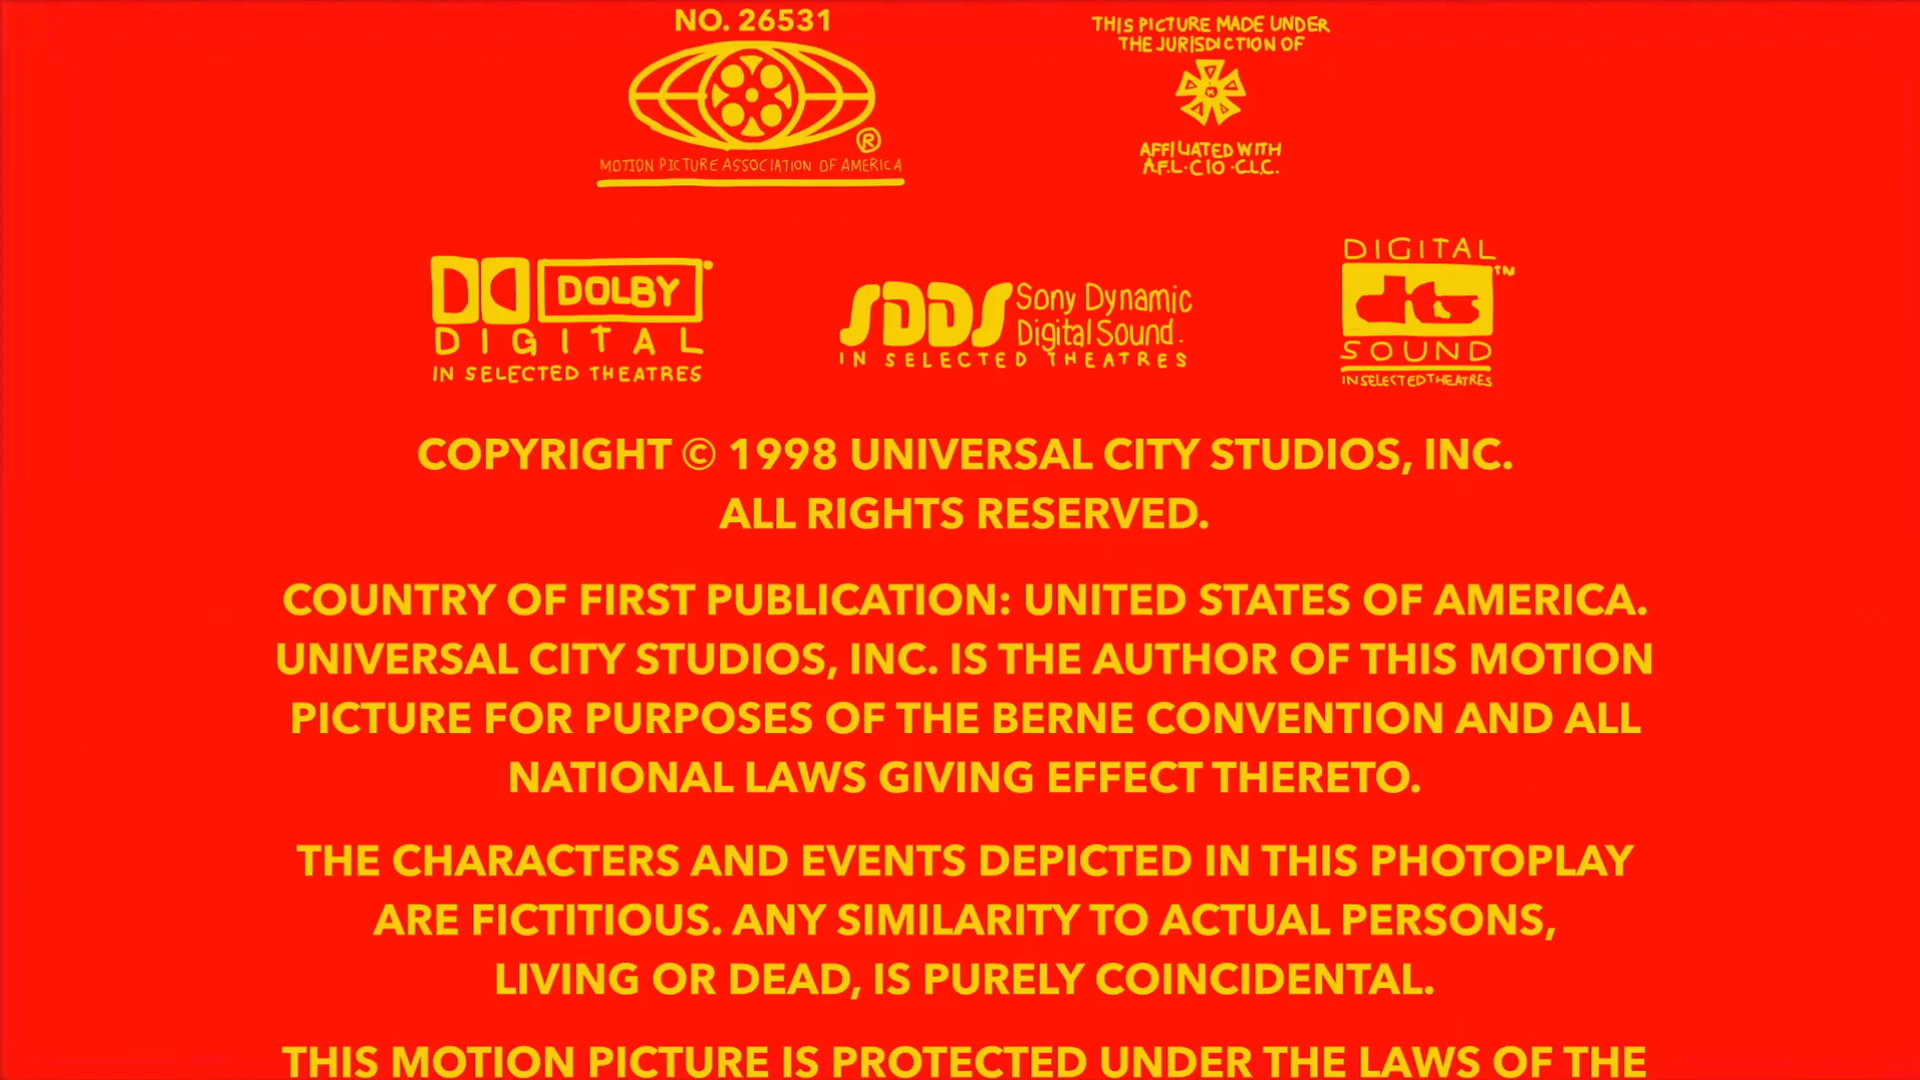 NO. 26531
®
MOTION PICTURE ASSOCIATION OF AMERICA
THIS PICTURE MADE UNDER
THE JURISDICTION OF
AFFILIATED WITH
A.F.L.·CIO·C.L.C.
DOLBY
DIGITAL
IN SELECTED THEATRES
SDDS Sony Dynamic
Digital Sound.
IN SELECTED THEATRES
DIGITAL
dts TM
SOUND
IN SELECTED THEATRES
COPYRIGHT © 1998 UNIVERSAL CITY STUDIOS, INC.
ALL RIGHTS RESERVED.
COUNTRY OF FIRST PUBLICATION: UNITED STATES OF AMERICA.
UNIVERSAL CITY STUDIOS, INC. IS THE AUTHOR OF THIS MOTION
PICTURE FOR PURPOSES OF THE BERNE CONVENTION AND ALL
NATIONAL LAWS GIVING EFFECT THERETO.
THE CHARACTERS AND EVENTS DEPICTED IN THIS PHOTOPLAY
ARE FICTITIOUS. ANY SIMILARITY TO ACTUAL PERSONS,
LIVING OR DEAD, IS PURELY COINCIDENTAL.
THIS MOTION PICTURE IS PROTECTED UNDER THE LAWS OF THE